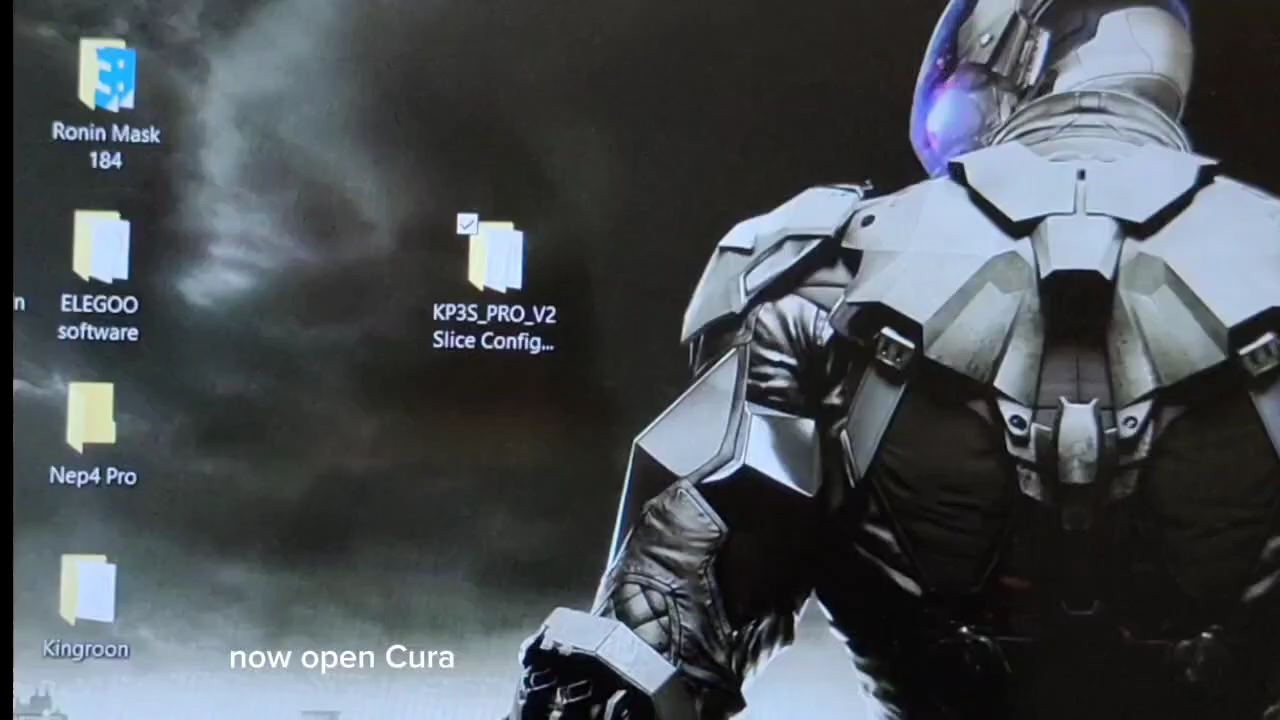 Ronin Mask
184
n
ELEGOO
software
KP3S_PRO_V2
Slice Config...
Nep4 Pro
Kingroon
now open Cura